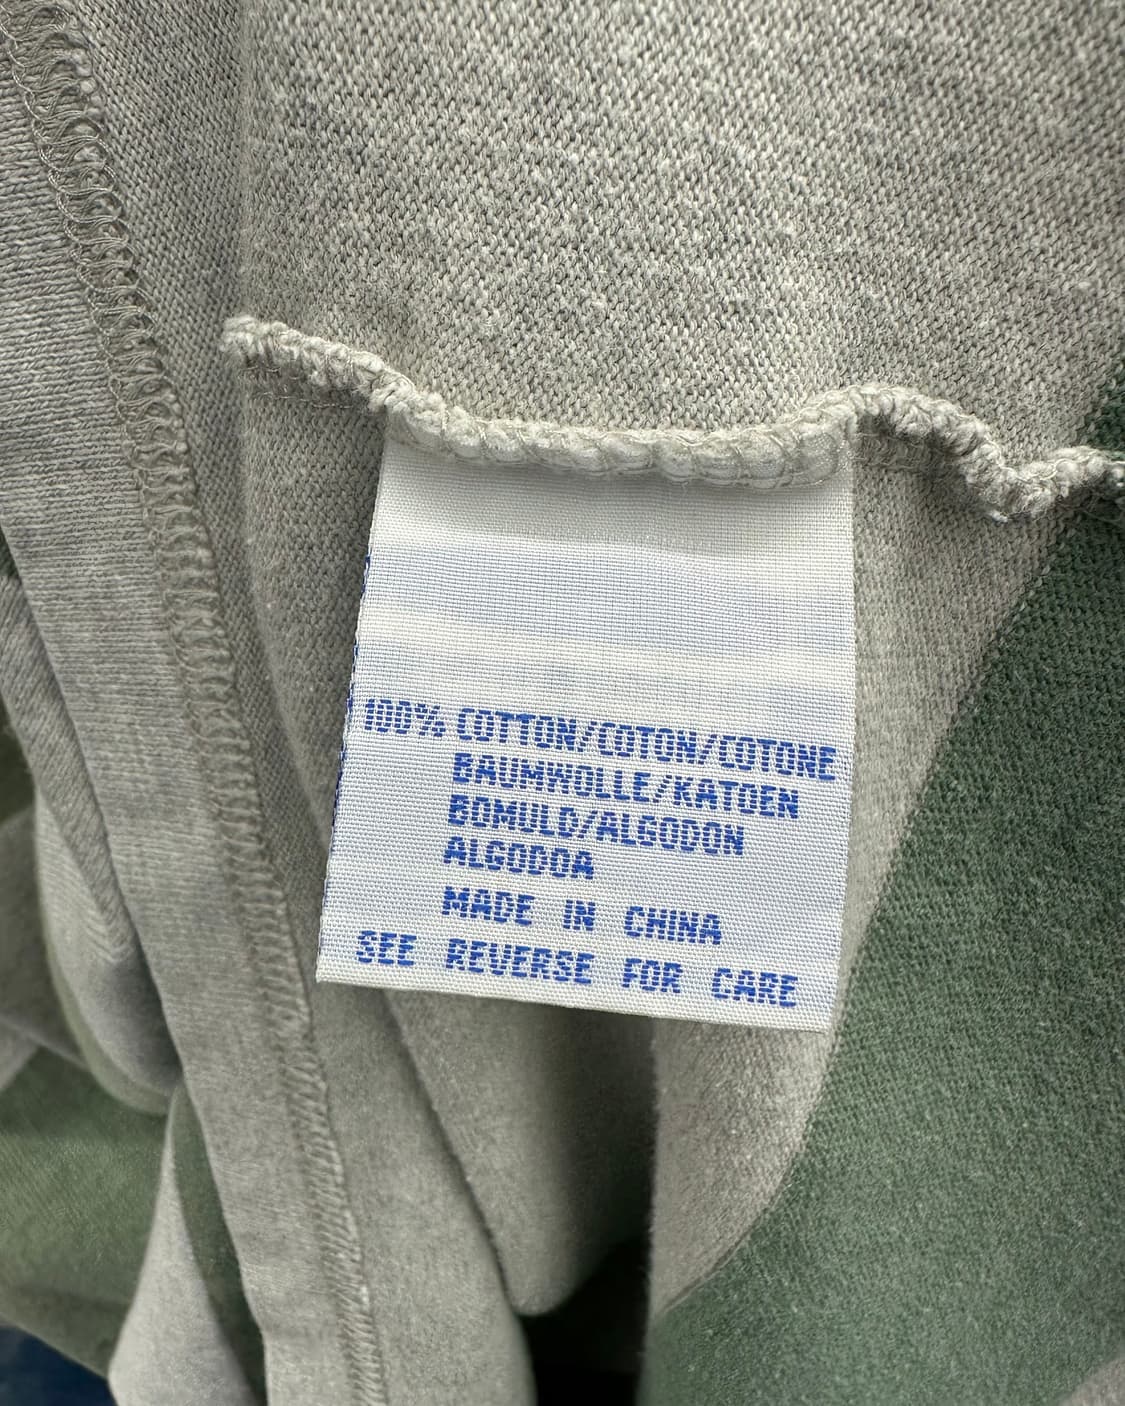 100% COTTON/COTON/COTONE
BAUMWOLLE/KATOEN
BOMULD/ALGODON
ALGODOA
MADE IN CHINA
SEE REVERSE FOR CARE